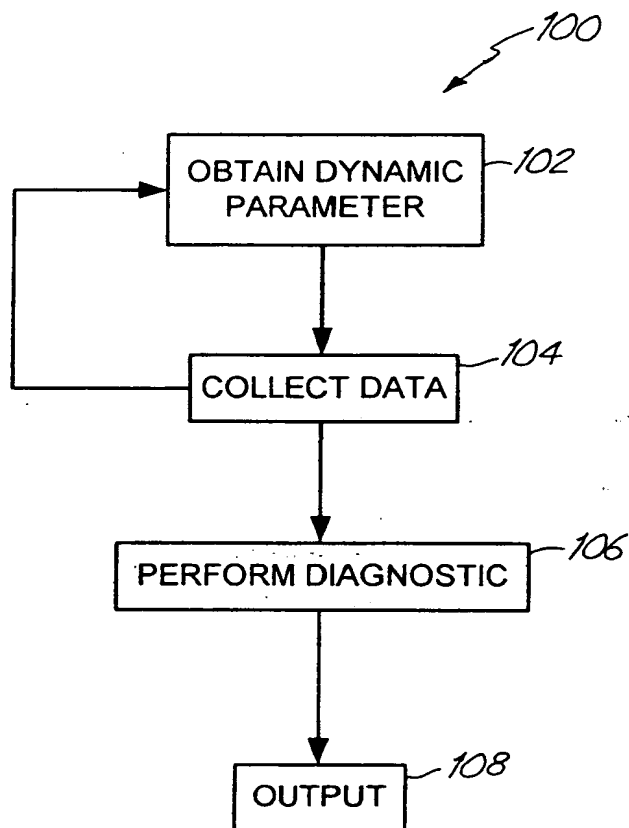 100
OBTAIN DYNAMIC
PARAMETER
102
COLLECT DATA
104
PERFORM DIAGNOSTIC
106
OUTPUT
108